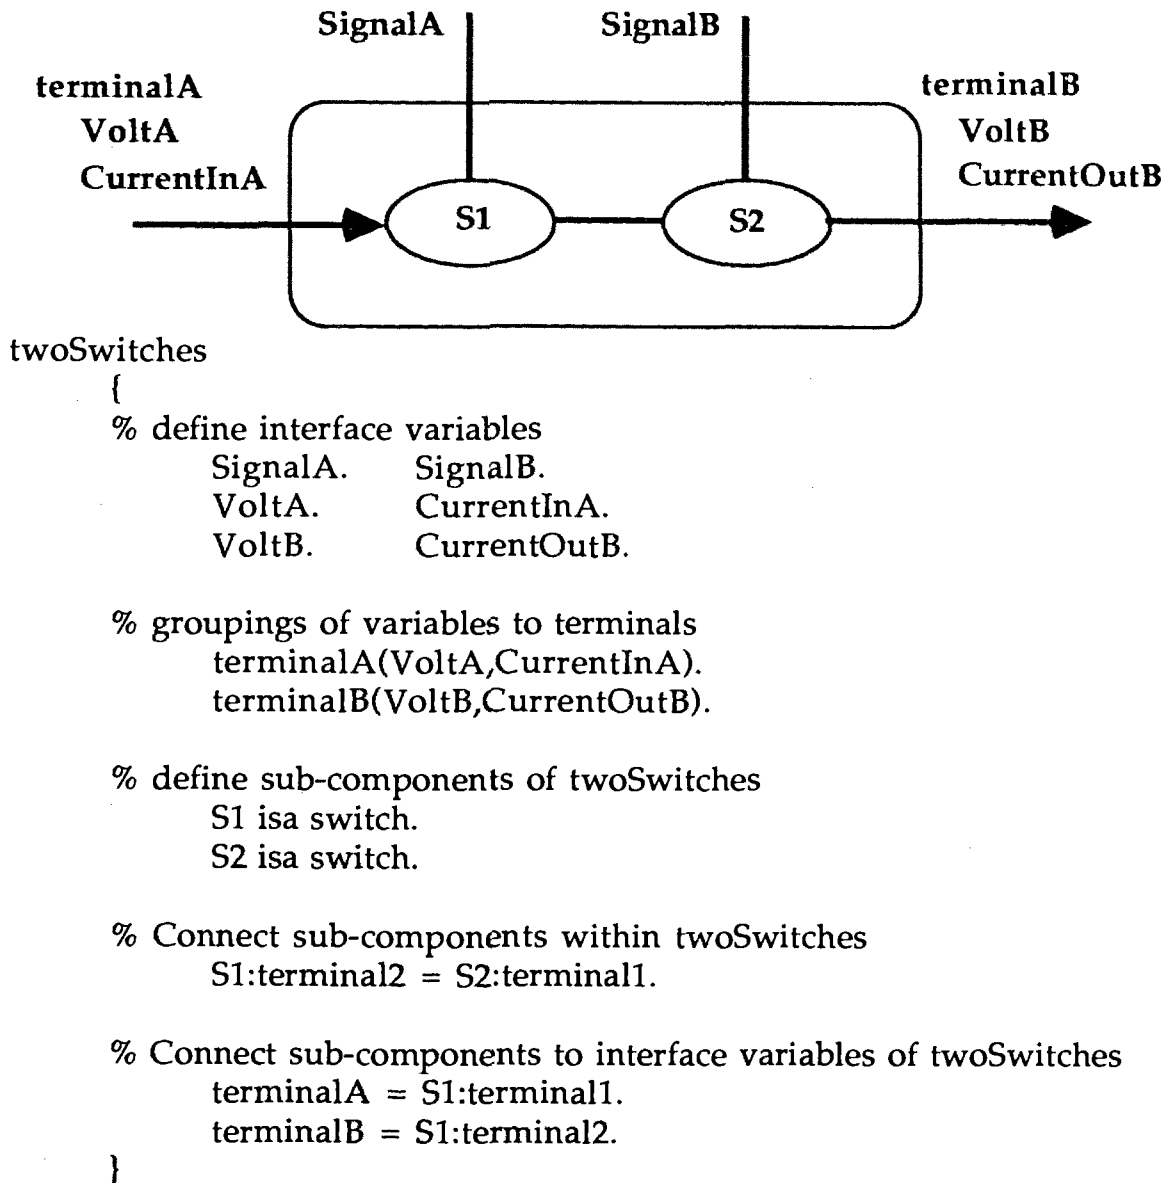 SignalA SignalB
terminalA terminalB
VoltA VoltB
CurrentInA CurrentOutB
S1 S2
twoSwitches
{
% define interface variables
SignalA. SignalB.
VoltA. CurrentInA.
VoltB. CurrentOutB.
% groupings of variables to terminals
terminalA(VoltA,CurrentInA).
terminalB(VoltB,CurrentOutB).
% define sub-components of twoSwitches
S1 isa switch.
S2 isa switch.
% Connect sub-components within twoSwitches
S1:terminal2 = S2:terminal1.
% Connect sub-components to interface variables of twoSwitches
terminalA = S1:terminal1.
terminalB = S1:terminal2.
}